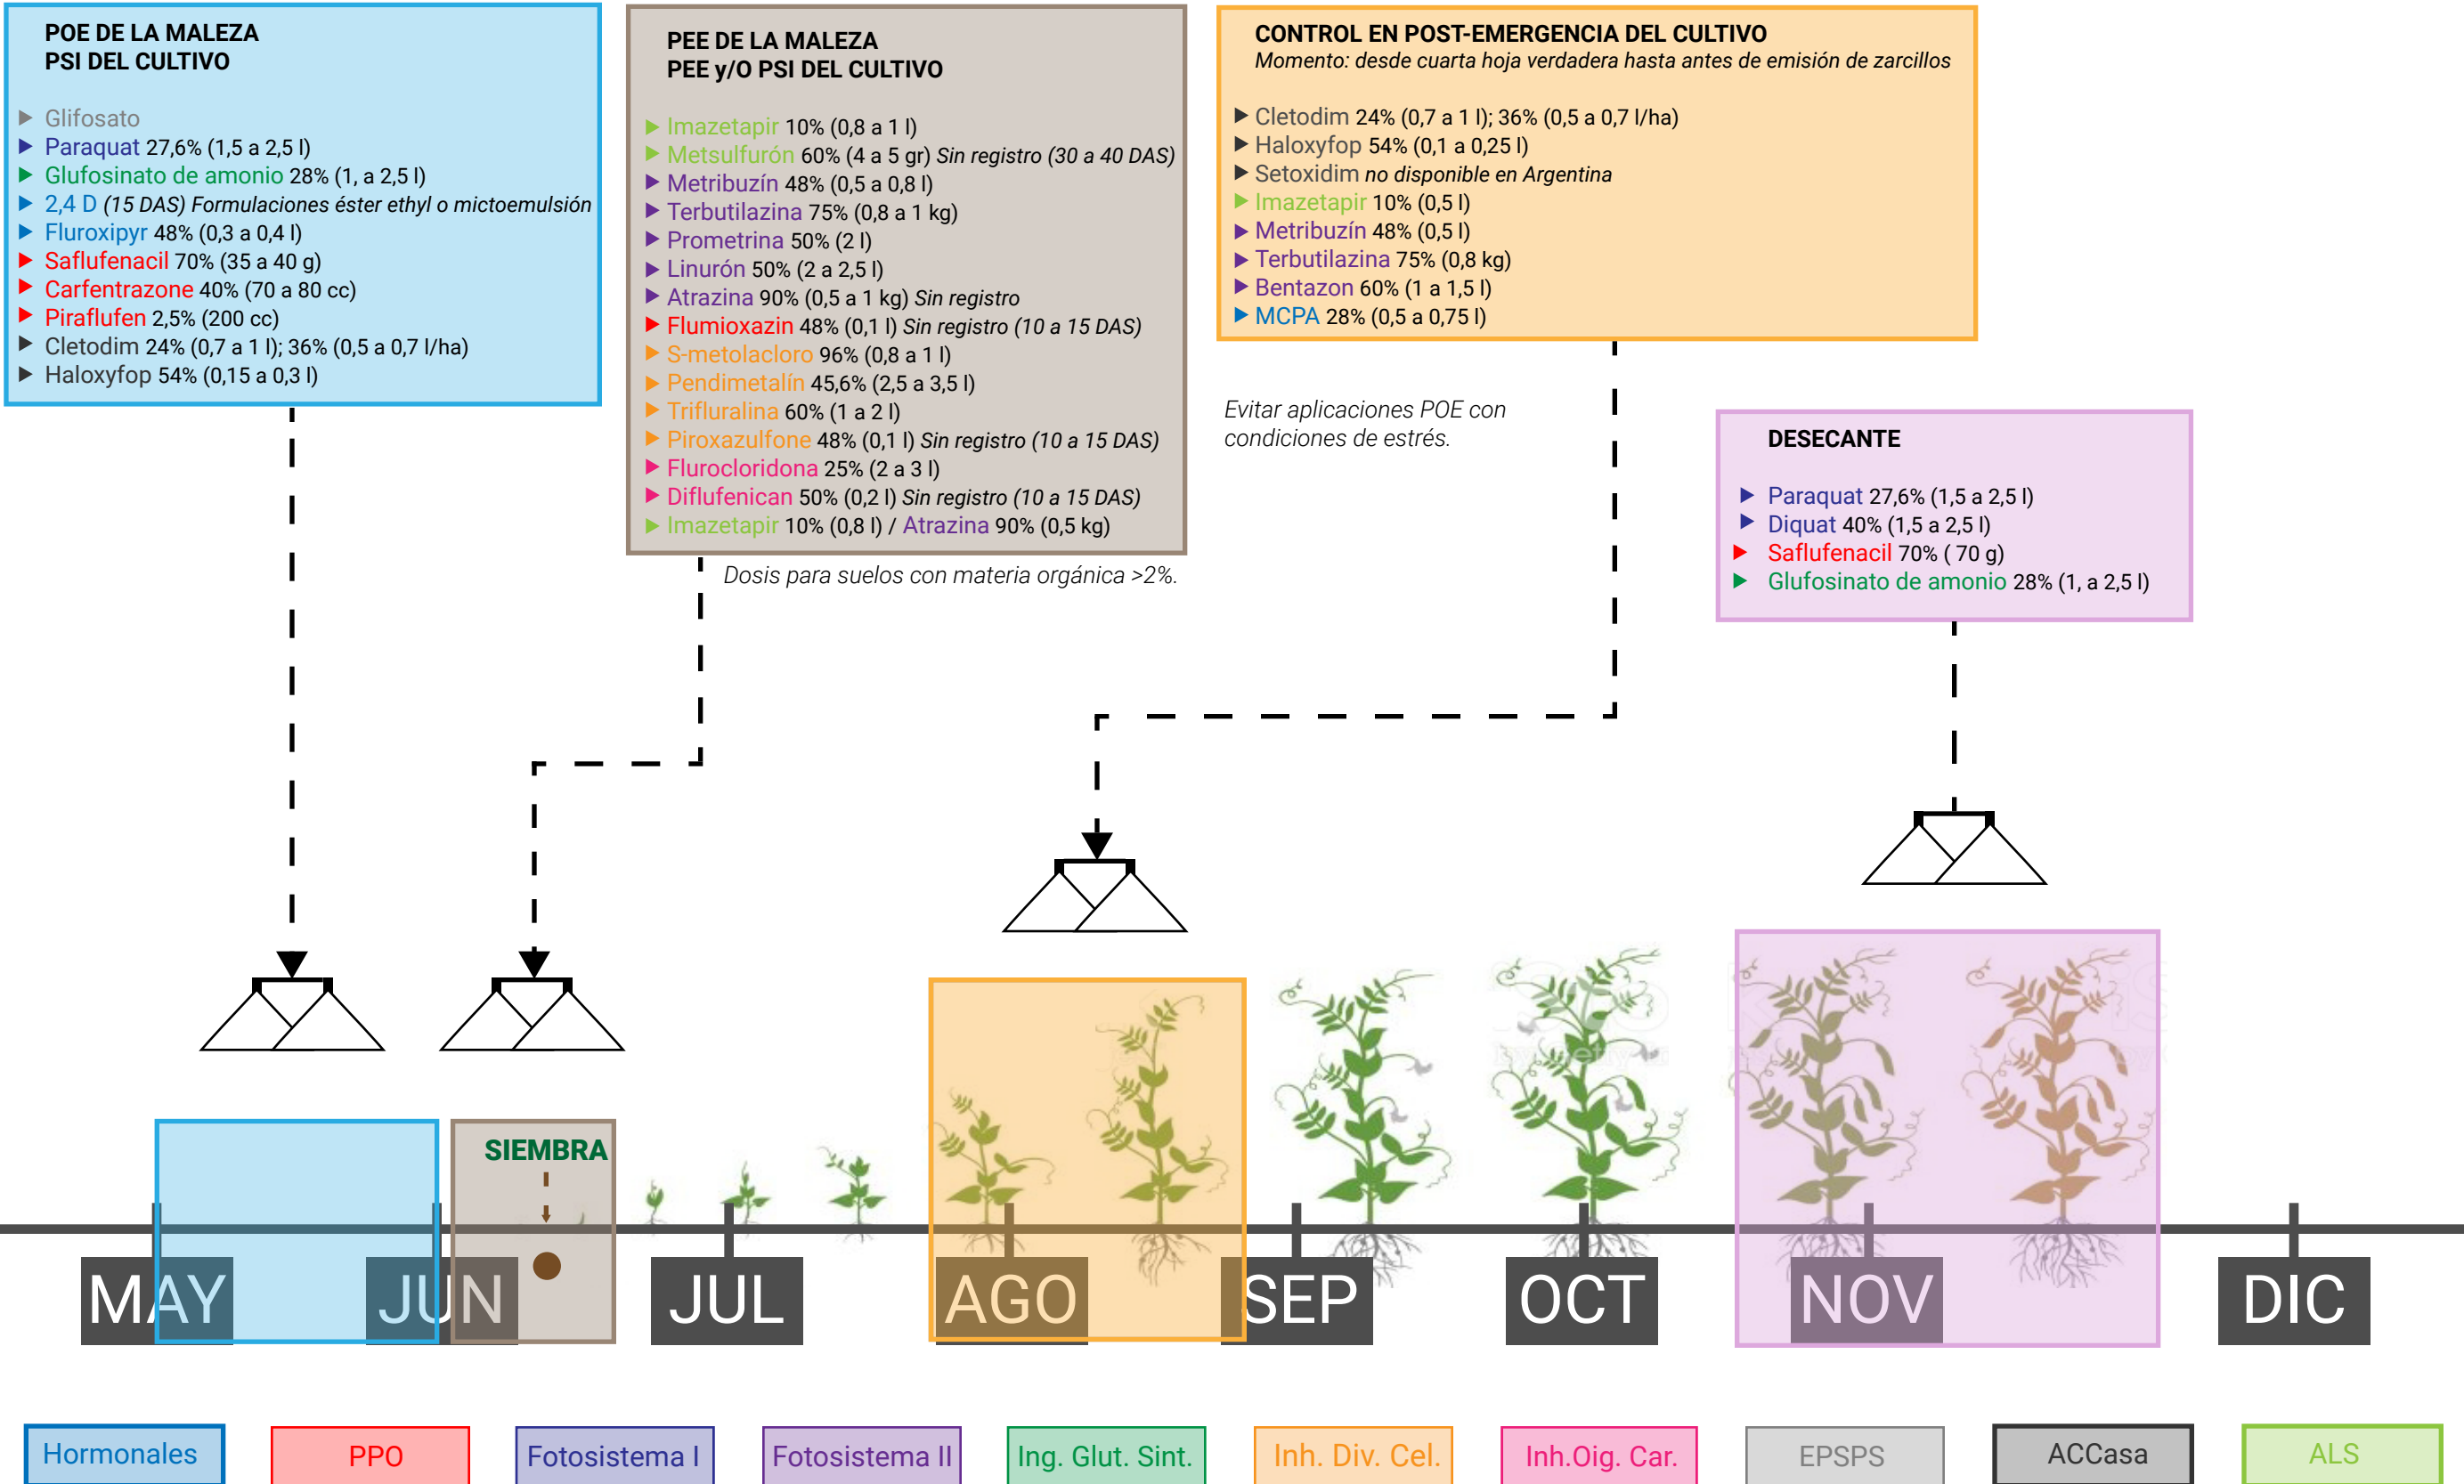 POE DE LA MALEZA
PSI DEL CULTIVO
Glifosato
Paraquat 27,6% (1,5 a 2,5 l)
Glufosinato de amonio 28% (1, a 2,5 l)
2,4 D (15 DAS) Formulaciones éster ethyl o mictoemulsión
Fluroxipyr 48% (0,3 a 0,4 l)
Saflufenacil 70% (35 a 40 g)
Carfentrazone 40% (70 a 80 cc)
Piraflufen 2,5% (200 cc)
Cletodim 24% (0,7 a 1 l); 36% (0,5 a 0,7 l/ha)
Haloxyfop 54% (0,15 a 0,3 l)
PEE DE LA MALEZA
PEE y/O PSI DEL CULTIVO
Imazetapir 10% (0,8 a 1 l)
Metsulfurón 60% (4 a 5 gr) Sin registro (30 a 40 DAS)
Metribuzín 48% (0,5 a 0,8 l)
Terbutilazina 75% (0,8 a 1 kg)
Prometrina 50% (2 l)
Linurón 50% (2 a 2,5 l)
Atrazina 90% (0,5 a 1 kg) Sin registro
Flumioxazin 48% (0,1 l) Sin registro (10 a 15 DAS)
S-metolacloro 96% (0,8 a 1 l)
Pendimetalín 45,6% (2,5 a 3,5 l)
Trifluralina 60% (1 a 2 l)
Piroxazulfone 48% (0,1 l) Sin registro (10 a 15 DAS)
Flurocloridona 25% (2 a 3 l)
Diflufenican 50% (0,2 l) Sin registro (10 a 15 DAS)
Imazetapir 10% (0,8 l) / Atrazina 90% (0,5 kg)
Dosis para suelos con materia orgánica >2%.
CONTROL EN POST-EMERGENCIA DEL CULTIVO
Momento: desde cuarta hoja verdadera hasta antes de emisión de zarcillos
Cletodim 24% (0,7 a 1 l); 36% (0,5 a 0,7 l/ha)
Haloxyfop 54% (0,1 a 0,25 l)
Setoxidim no disponible en Argentina
Imazetapir 10% (0,5 l)
Metribuzín 48% (0,5 l)
Terbutilazina 75% (0,8 kg)
Bentazon 60% (1 a 1,5 l)
MCPA 28% (0,5 a 0,75 l)
Evitar aplicaciones POE con
condiciones de estrés.
DESECANTE
Paraquat 27,6% (1,5 a 2,5 l)
Diquat 40% (1,5 a 2,5 l)
Saflufenacil 70% ( 70 g)
Glufosinato de amonio 28% (1, a 2,5 l)
SIEMBRA
MAY JUN JUL AGO SEP OCT NOV DIC
Hormonales PPO Fotosistema I Fotosistema II Ing. Glut. Sint. Inh. Div. Cel. Inh.Oig. Car. EPSPS ACCasa ALS